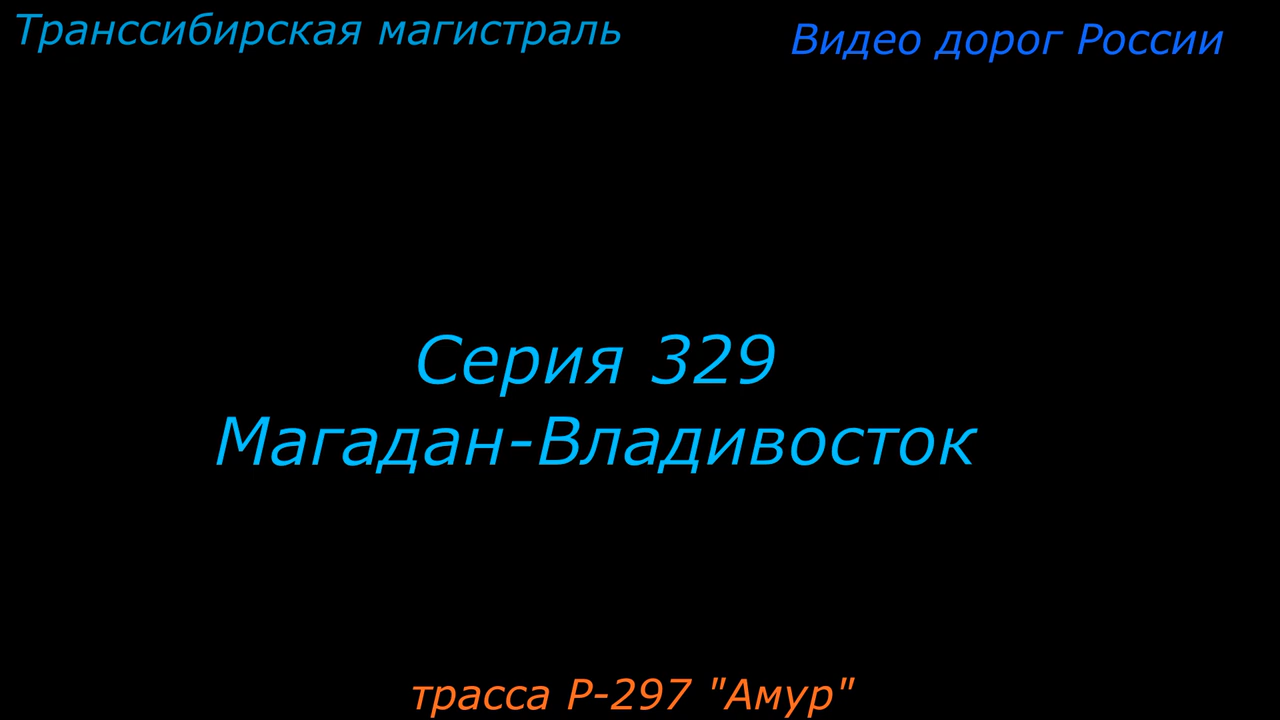 Транссибирская магистраль
Видео дорог России
Серия 329
Магадан-Владивосток
трасса Р-297 "Амур"